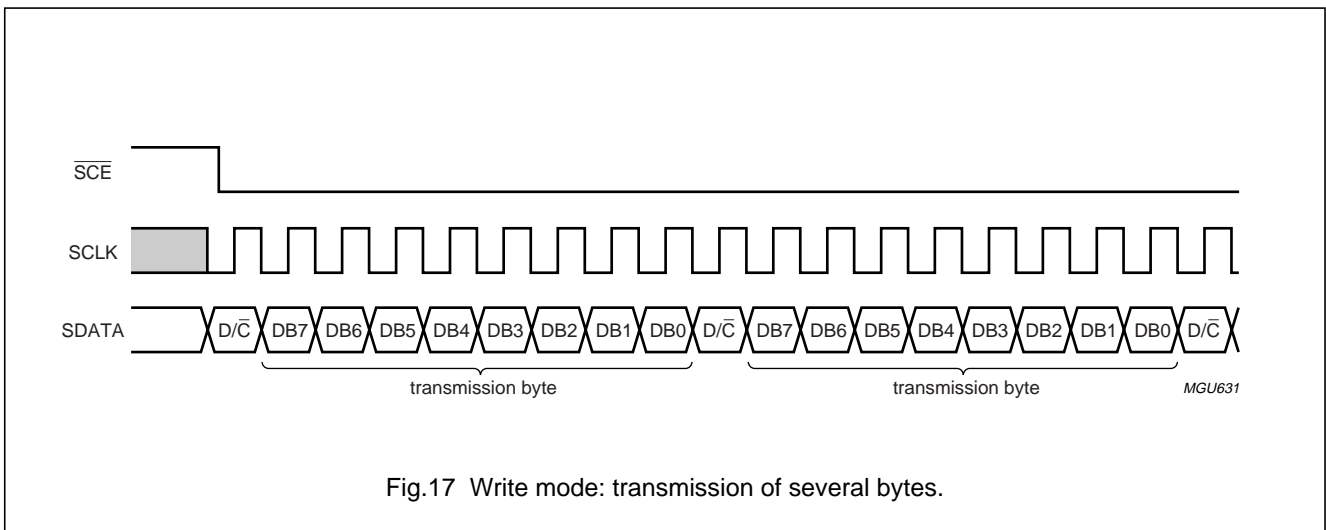 S̅C̅E̅
SCLK
SDATA D/C̅ DB7 DB6 DB5 DB4 DB3 DB2 DB1 DB0 D/C̅ DB7 DB6 DB5 DB4 DB3 DB2 DB1 DB0 D/C̅
transmission byte transmission byte MGU631
Fig.17 Write mode: transmission of several bytes.